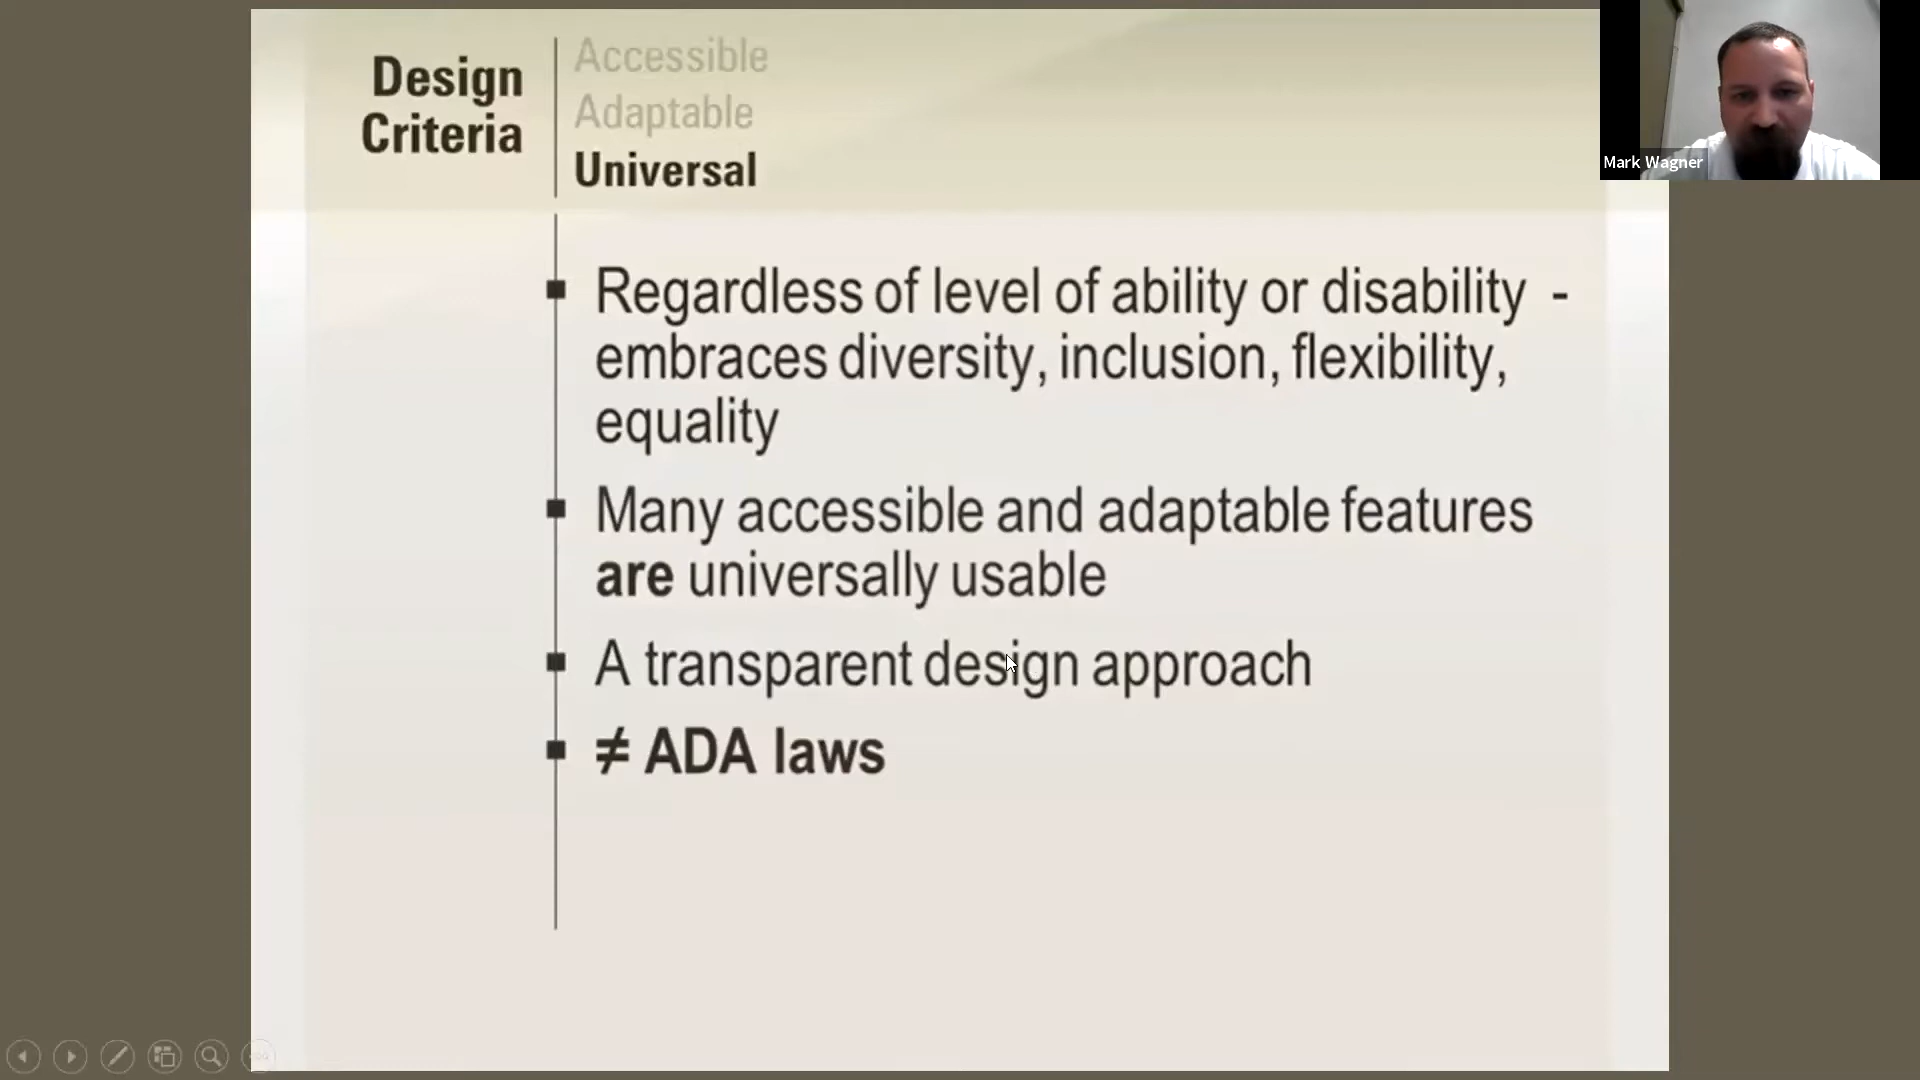 Design
Criteria
Accessible
Adaptable
Universal
Mark Wagner
Regardless of level of ability or disability -
embraces diversity, inclusion, flexibility,
equality
Many accessible and adaptable features
are universally usable
A transparent design approach
≠ ADA laws